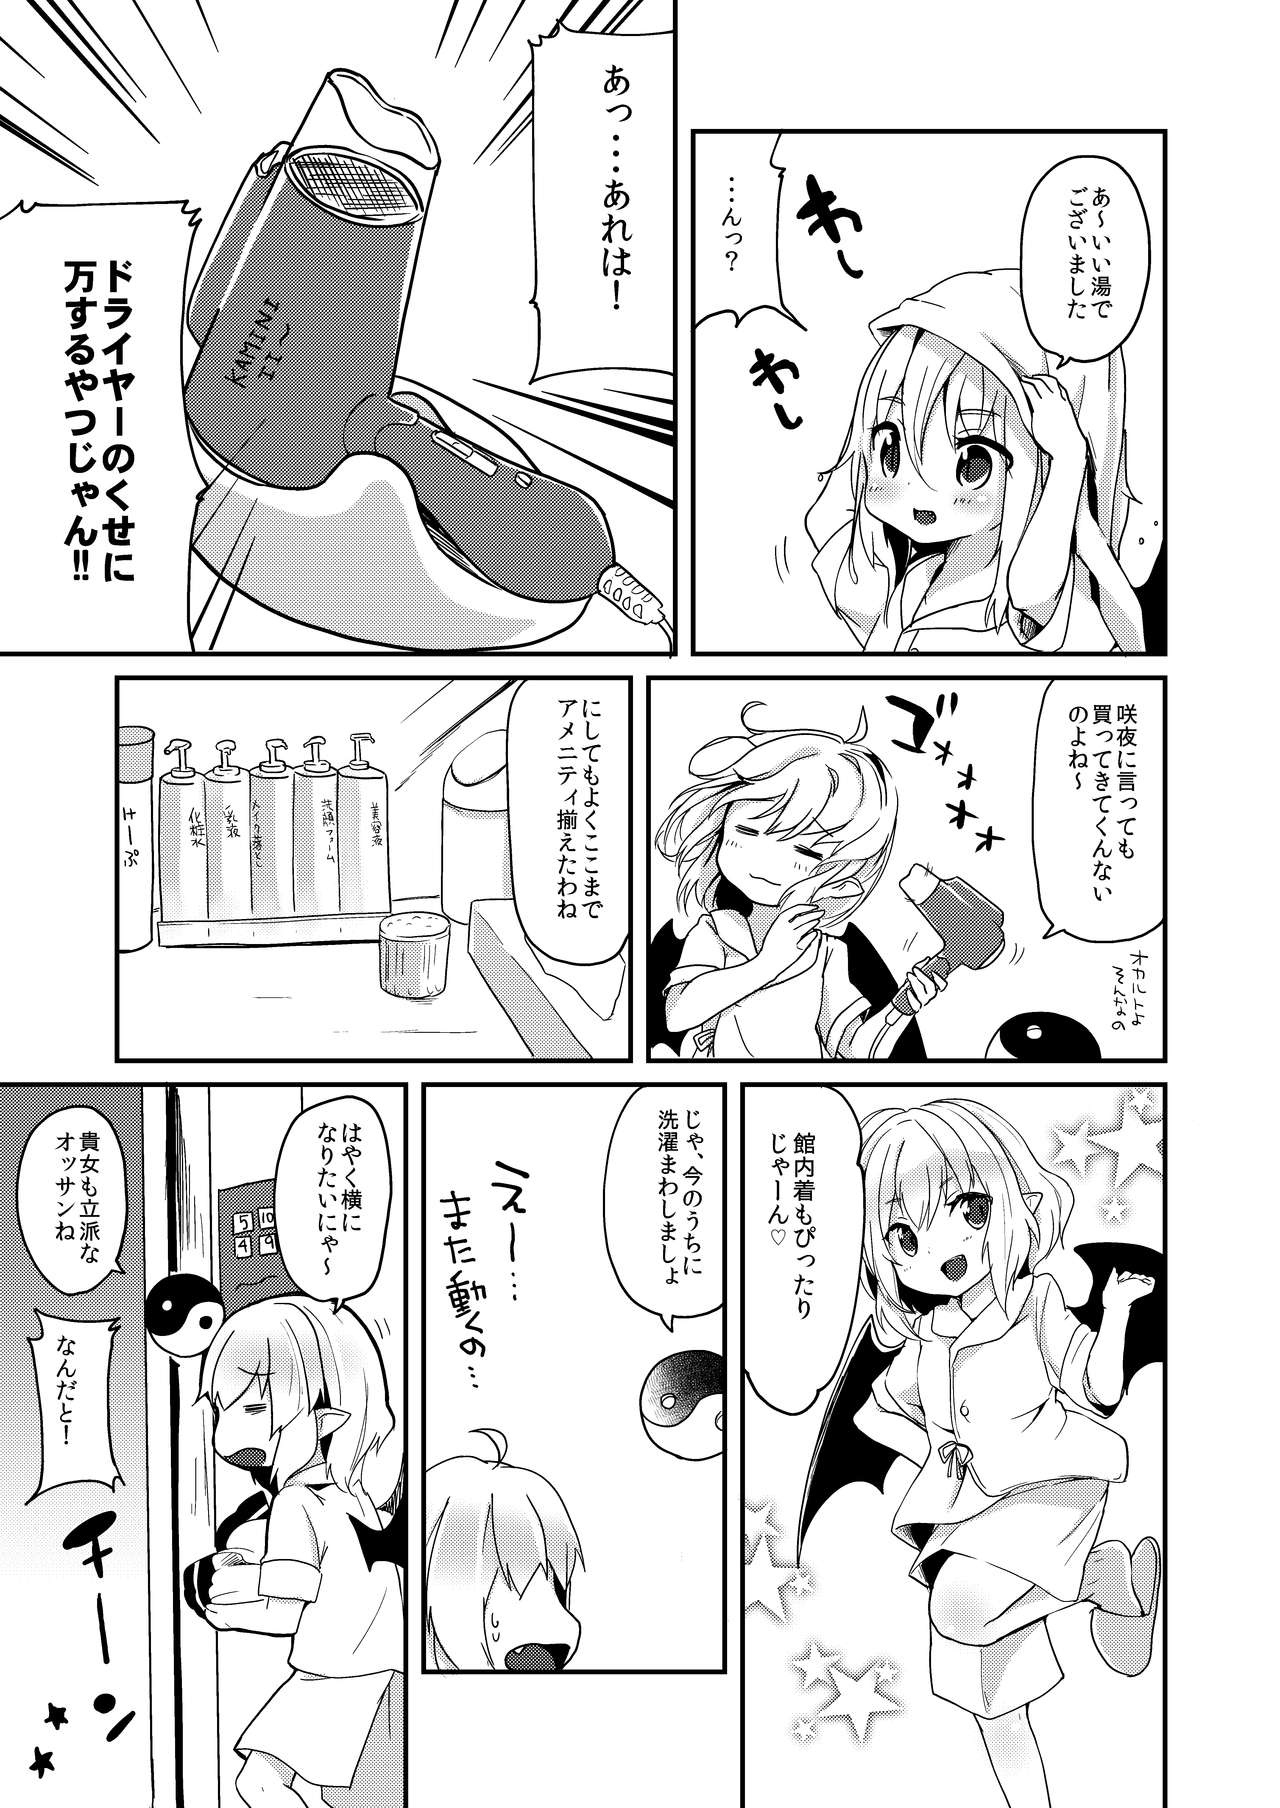 あ～いい湯で
ございました
わし
わし
…んっ？
あっ……あれは！
KAMINI
II
ドライヤーのくせに
万するやつじゃん!!
咲夜に言っても
買ってきてくんない
のよね～
オカルトよ
そんなの
ゴオォォォ
にしてもよくここまで
アメニティ揃えたわね
美容液
洗顔フォーム
メイク落とし
乳液
化粧水
館内着もぴったり
じゃーん♡
じゃ、今のうちに
洗濯まわしましょ
えー…
また動くの…
はやく横に
なりたいにゃ～
5 10
4 9
貴女も立派な
オッサンね
なんだと！
チーン